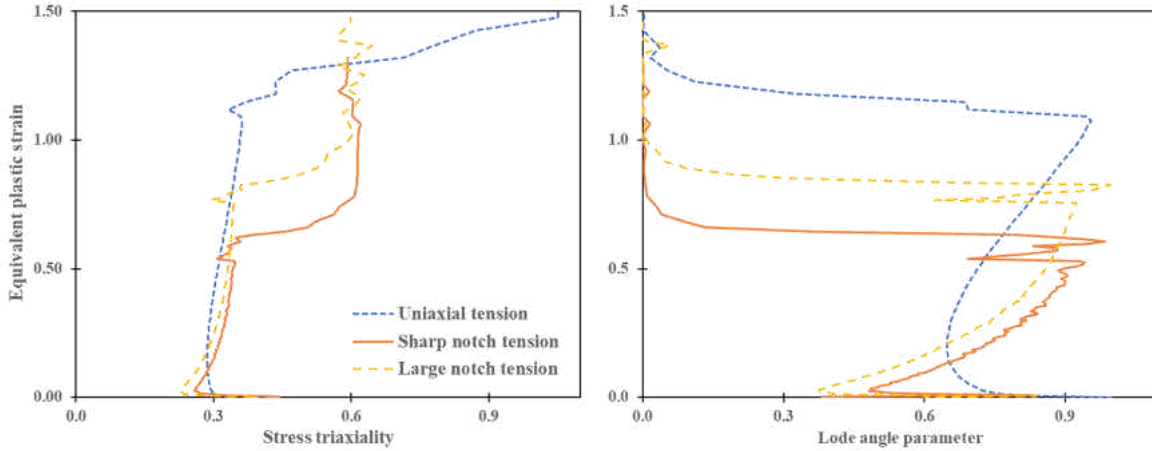 1.50
1.00
0.50
0.00
0.0
0.3
0.6
0.9
Equivalent plastic strain
Stress triaxiality
Uniaxial tension
Sharp notch tension
Large notch tension
1.5
1.0
0.5
0.0
0.0
0.3
0.6
0.9
Lode angle parameter